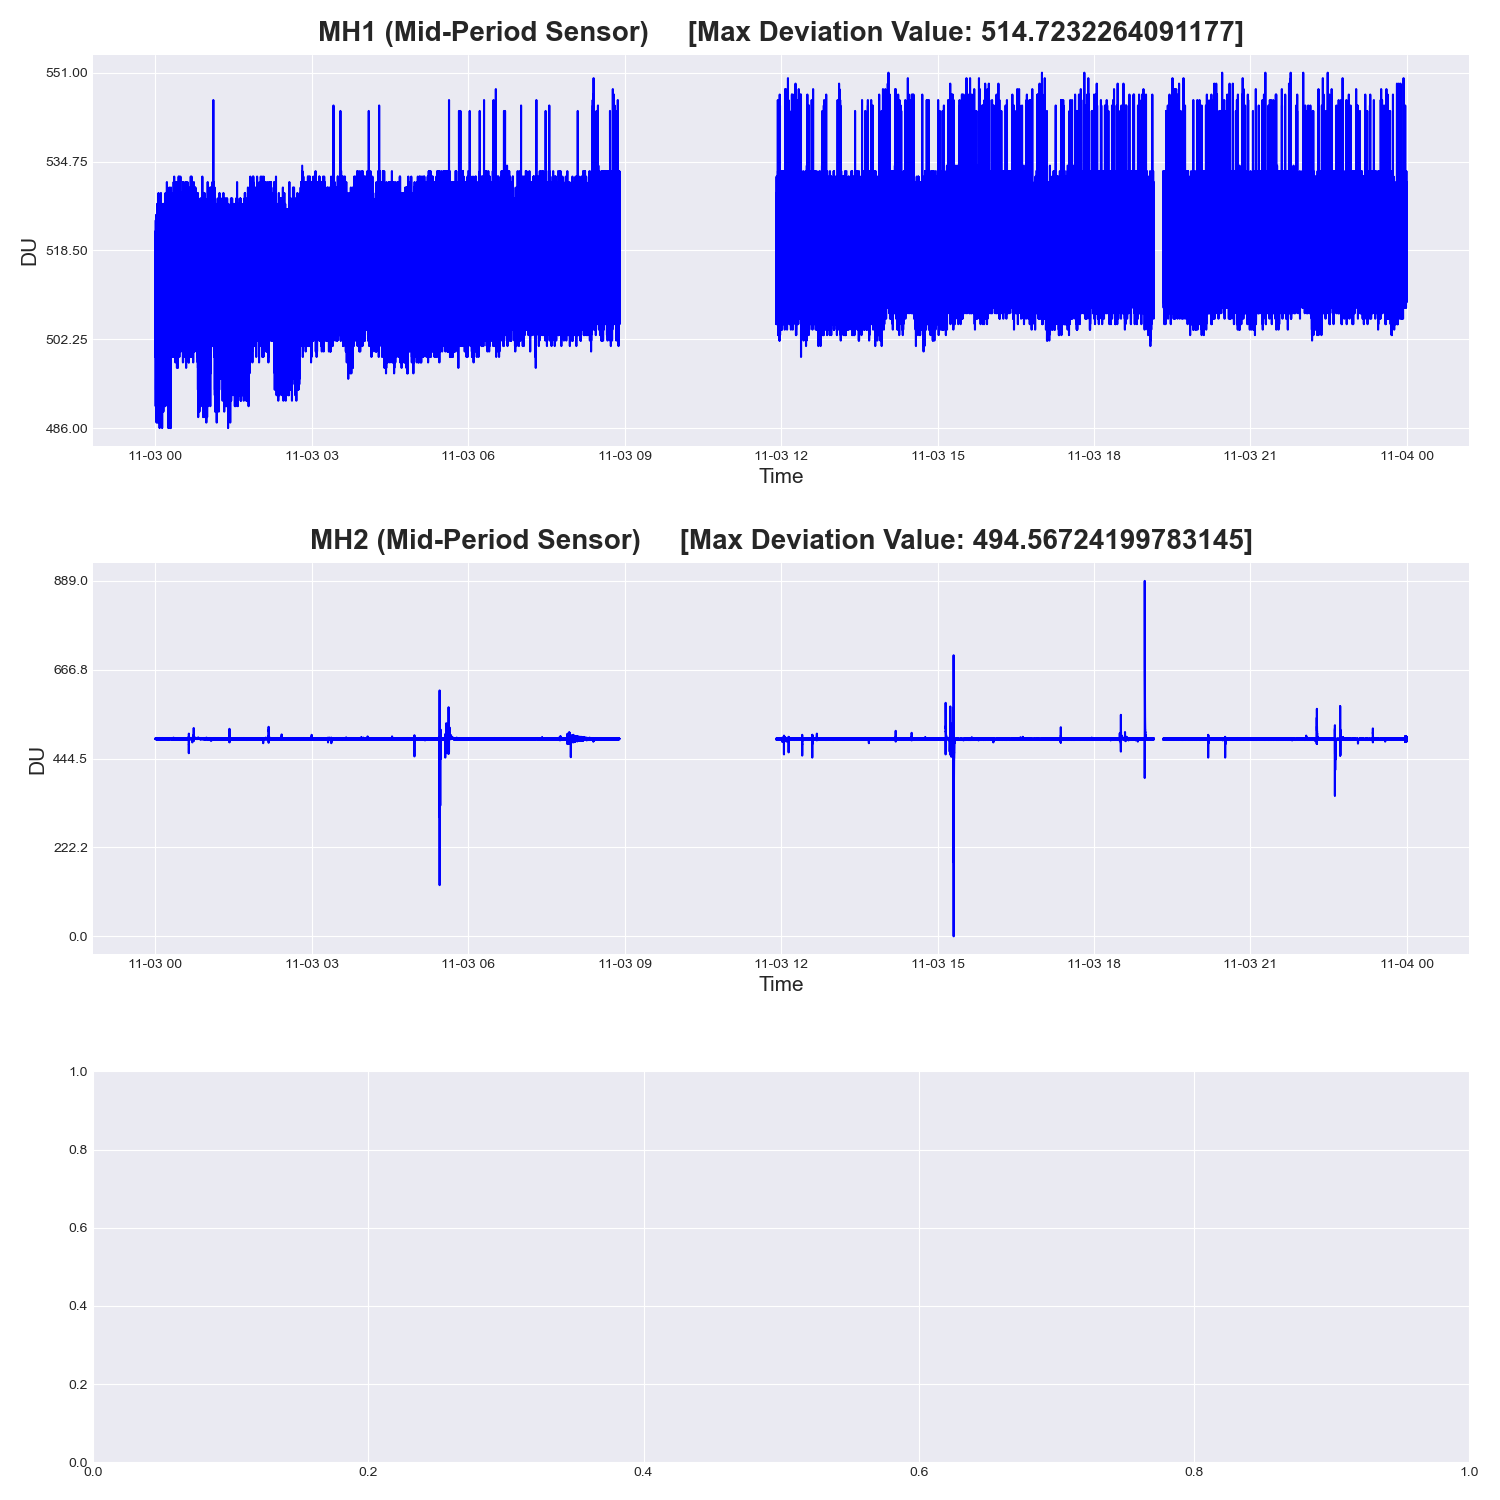 MH1 (Mid-Period Sensor) [Max Deviation Value: 514.7232264091177]
551.00
534.75
518.50
502.25
486.00
DU
11-03 00 11-03 03 11-03 06 11-03 09 11-03 12 11-03 15 11-03 18 11-03 21 11-04 00
Time
MH2 (Mid-Period Sensor) [Max Deviation Value: 494.56724199783145]
889.0
666.8
444.5
222.2
0.0
DU
11-03 00 11-03 03 11-03 06 11-03 09 11-03 12 11-03 15 11-03 18 11-03 21 11-04 00
Time
1.0
0.8
0.6
0.4
0.2
0.0
0.0 0.2 0.4 0.6 0.8 1.0